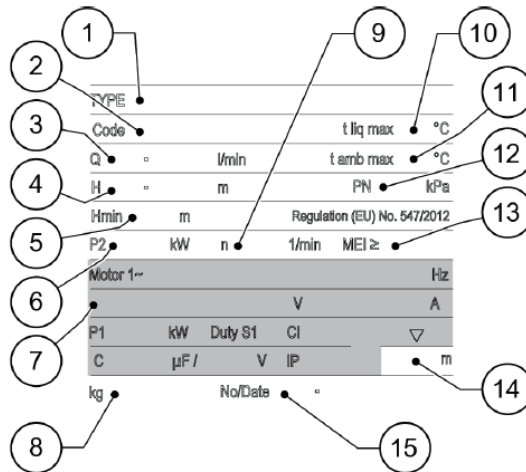 1 9
2 10
TYPE
11
Code t liq max °C
3
Q - l/min t amb max °C
12
4
H - m PN kPa
Hmin m Regulation (EU) No. 547/2012
5 13
P2 kW n 1/min MEI ≥
Motor 1~ Hz
6
V A
7
P1 kW Duty S1 Cl ▽
C µF / V IP m
14
kg No/Date -
8 15